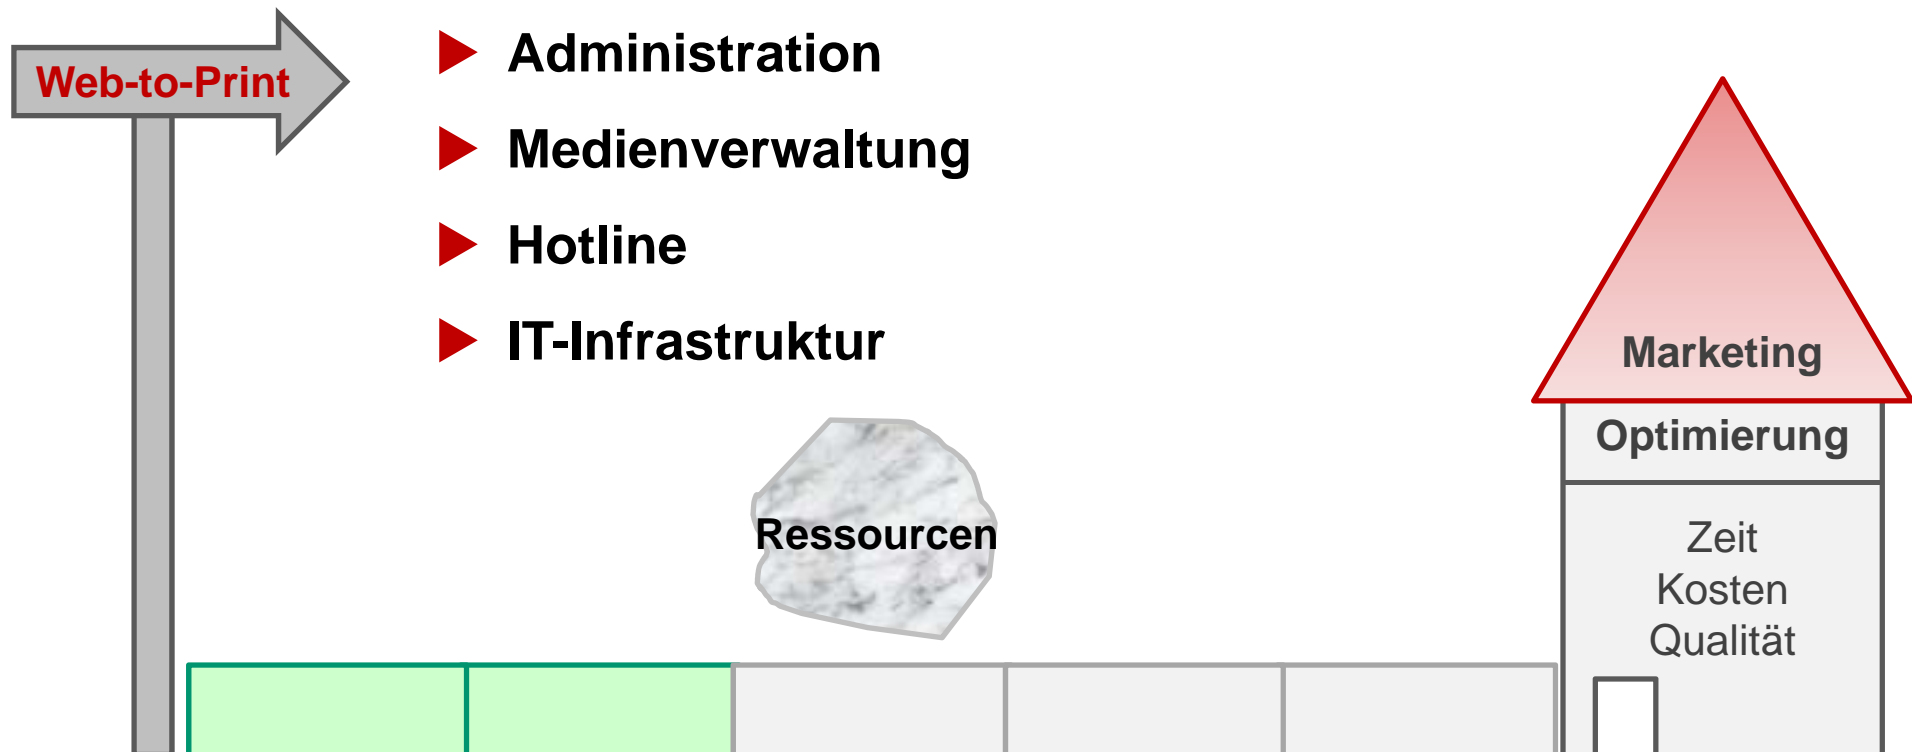 Web-to-Print
Administration
Medienverwaltung
Hotline
IT-Infrastruktur
Ressourcen
Marketing
Optimierung
Zeit
Kosten
Qualität